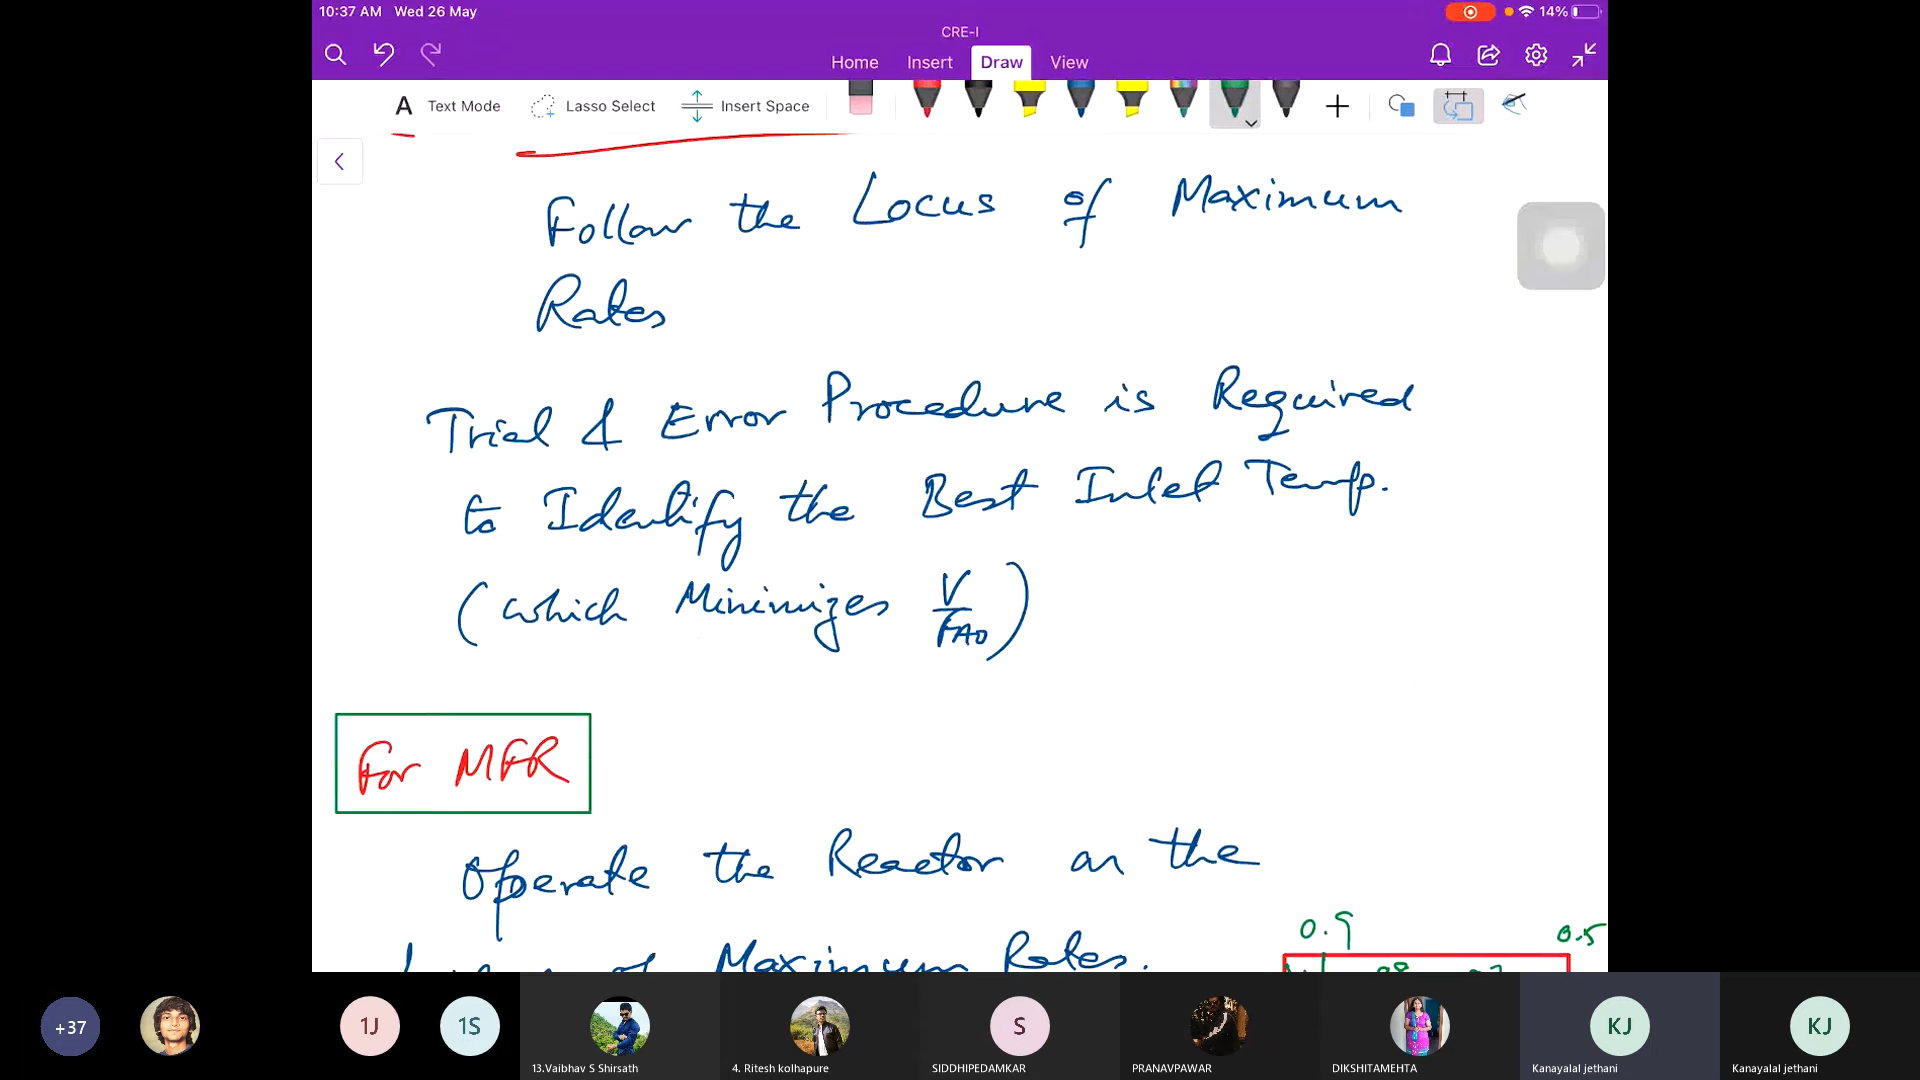 10:37 AM Wed 26 May
14%
CRE-I
Home Insert Draw View
A Text Mode Lasso Select Insert Space
Follow the Locus of Maximum
Rates
Trial & Error Procedure is Required
to Identify the Best Inlet Temp.
(which Minimizes V/FAO)
For MFR
Operate the Reactor on the
of Maximum Rates.
0.9 0.5
+37 1J 1S S KJ KJ
13.Vaibhav S Shirsath 4. Ritesh kolhapure SIDDHIPEDAMKAR PRANAVPAWAR DIKSHITAMEHTA Kanayalal jethani Kanayalal jethani